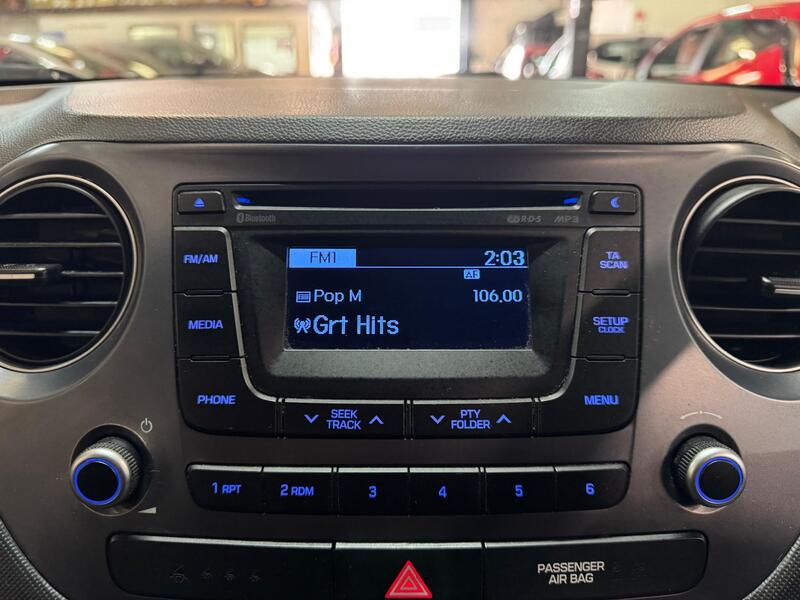 Bluetooth R·D·S MP3
FM/AM
FM1 2:03
AF
TA
SCAN
Pop M 106.00
MEDIA
Grt Hits
SETUP
CLOCK
PHONE
SEEK
TRACK
PTY
FOLDER
MENU
1 RPT 2 RDM 3 4 5 6
PASSENGER
AIR BAG